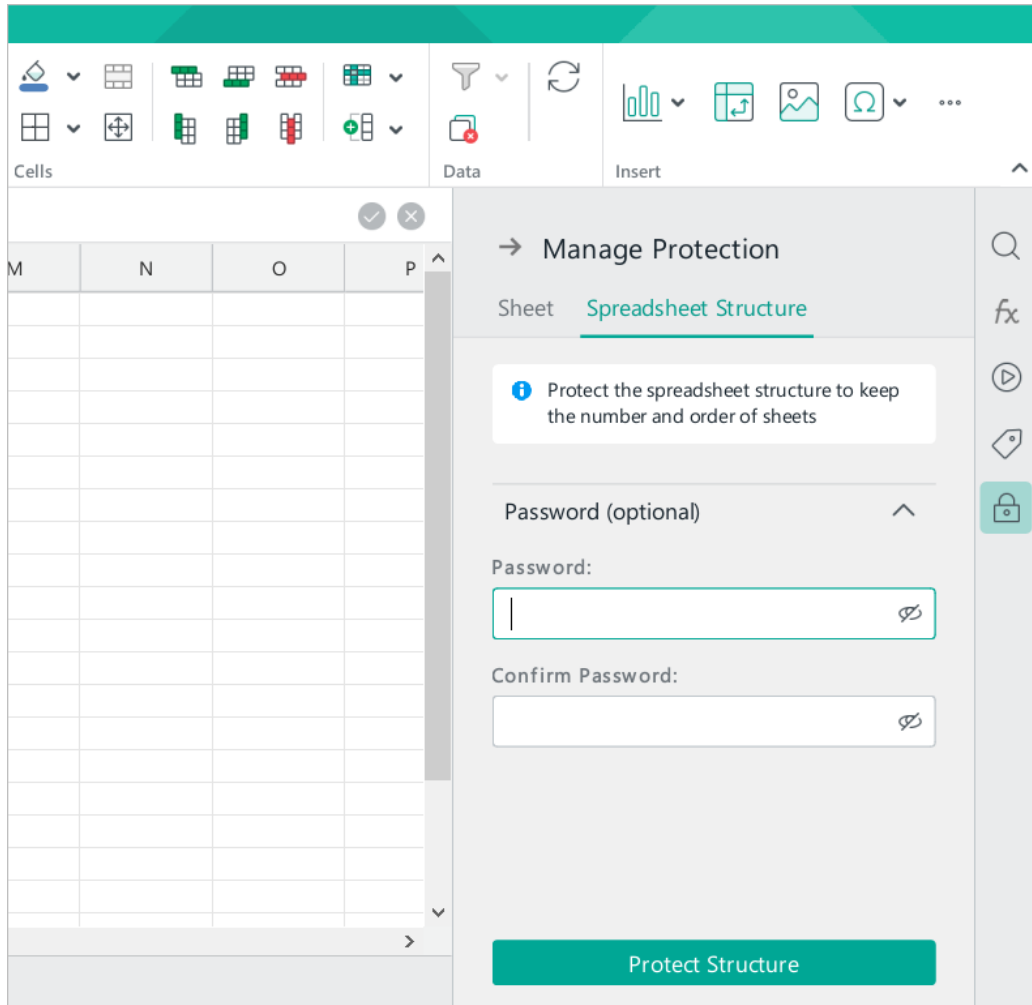 Cells
Data
Insert
M
N
O
P
Manage Protection
Sheet
Spreadsheet Structure
fx
Protect the spreadsheet structure to keep
the number and order of sheets
Password (optional)
Password:
Confirm Password:
Protect Structure